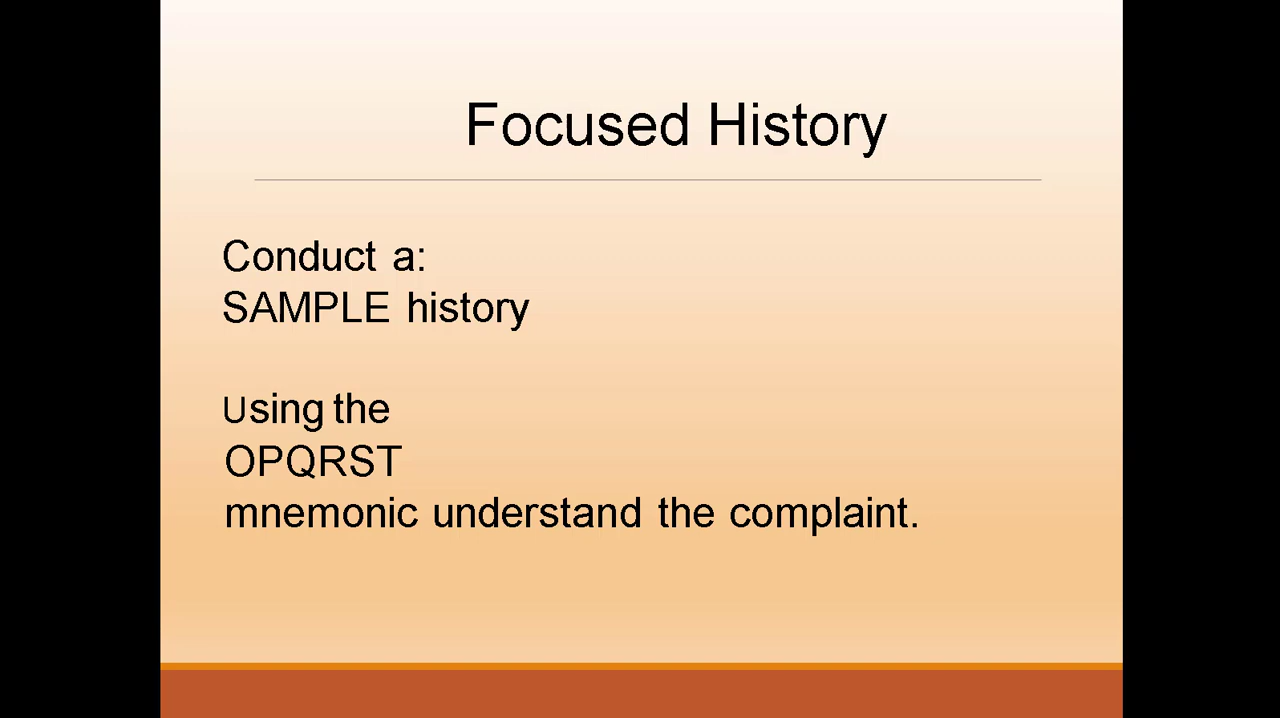 Focused History
Conduct a:
SAMPLE history
Using the
OPQRST
mnemonic understand the complaint.